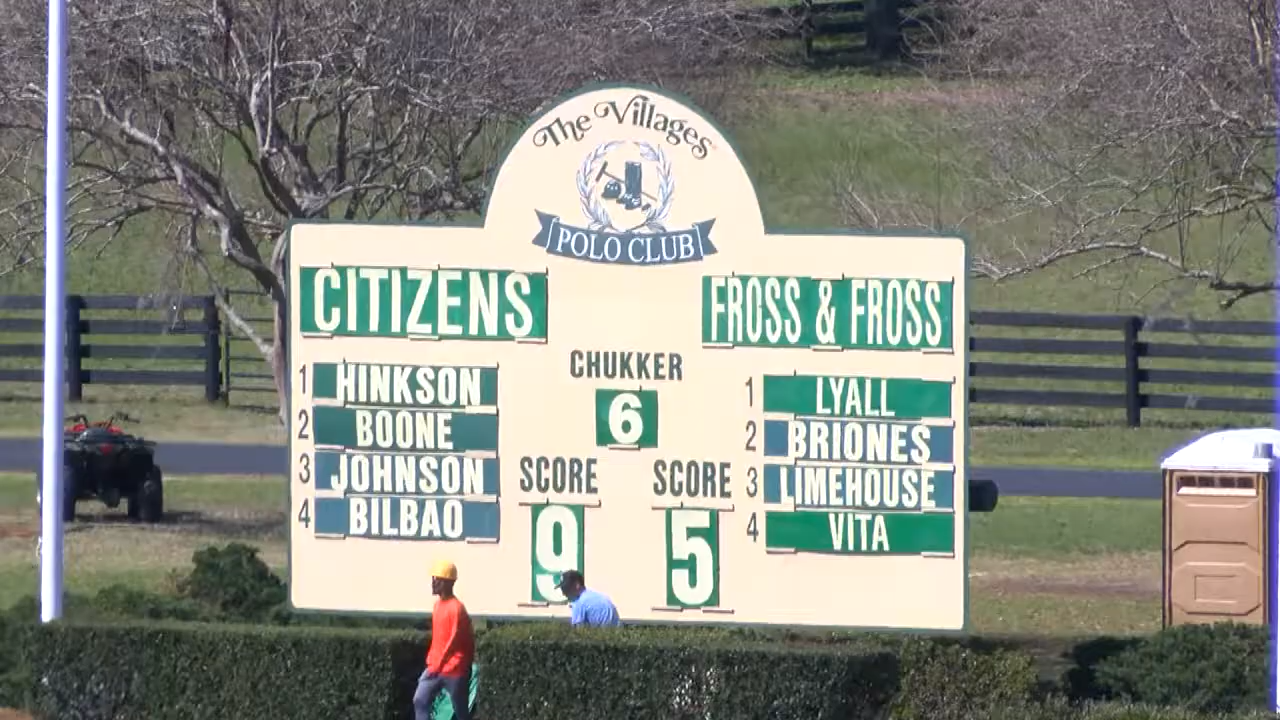 The Villages
POLO CLUB
CITIZENS
FROSS & FROSS
CHUKKER
6
1 HINKSON
2 BOONE
3 JOHNSON
4 BILBAO
1 LYALL
2 BRIONES
3 LIMEHOUSE
4 VITA
SCORE
9
SCORE
5